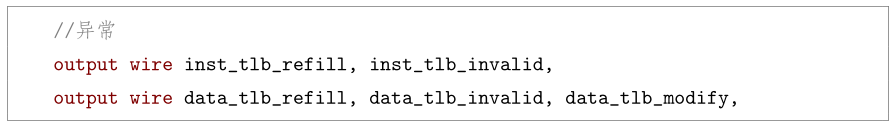 //异常
output wire inst_tlb_refill, inst_tlb_invalid,
output wire data_tlb_refill, data_tlb_invalid, data_tlb_modify,